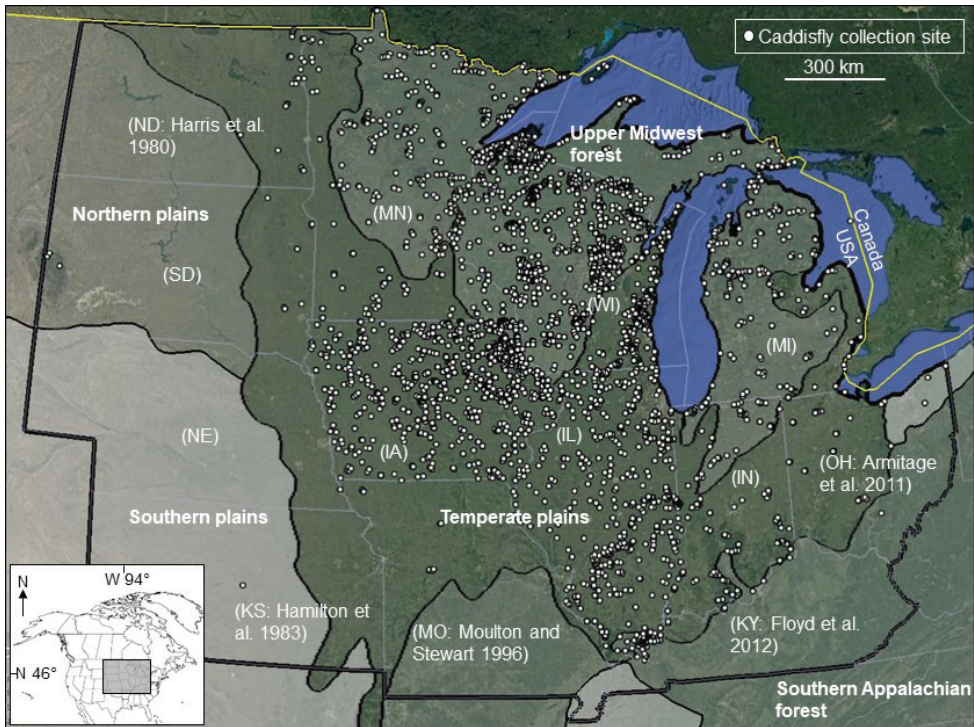 Caddisfly collection site
300 km
(ND: Harris et al.
1980)
Upper Midwest
forest
Northern plains
(MN)
Canada
USA
(SD)
(WI)
(MI)
(NE)
(IA)
(IL)
(IN)
(OH: Armitage
et al. 2011)
Southern plains
Temperate plains
N
W 94°
(KS: Hamilton et
al. 1983)
(MO: Moulton and
Stewart 1996)
(KY: Floyd et al.
2012)
N 46°
Southern Appalachian
forest